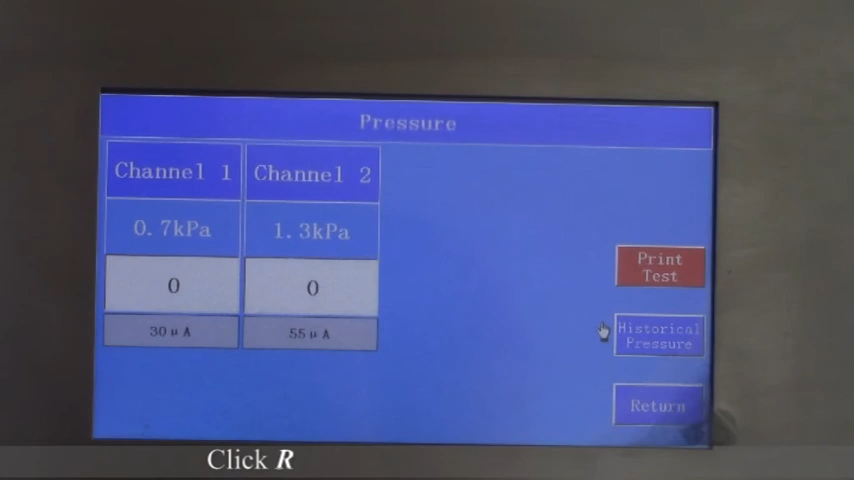 Pressure
Channel 1 Channel 2
0.7kPa 1.3kPa
0 0
30μA 55μA
Print
Test
Historical
Pressure
Return
Click R